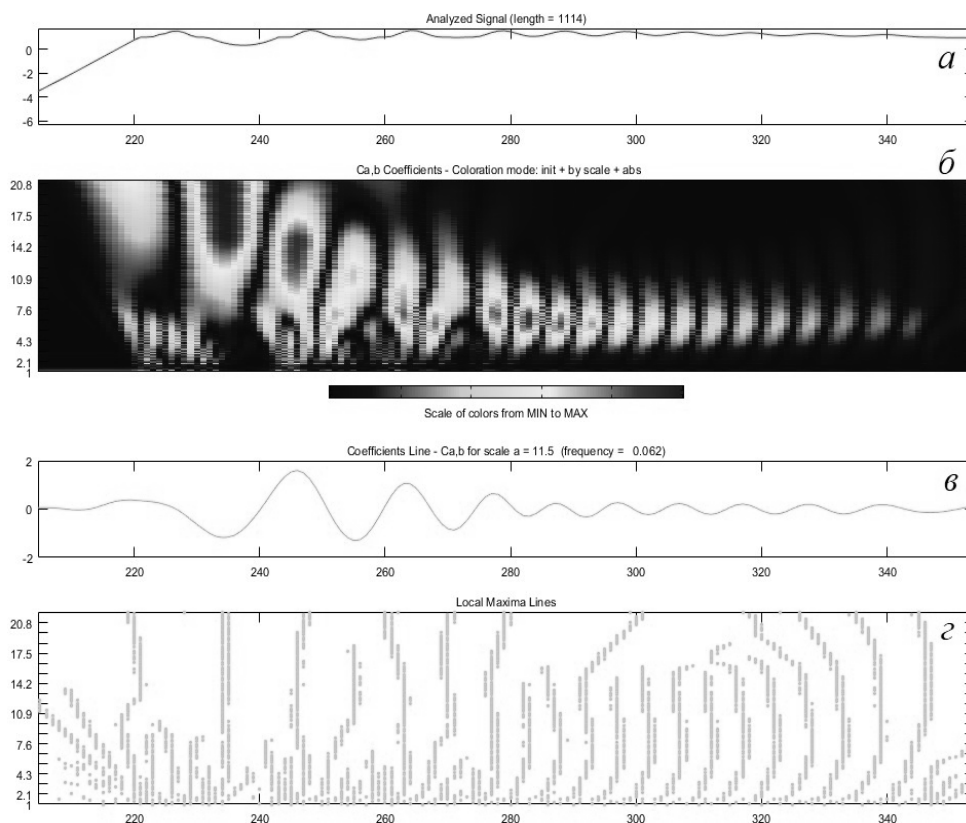 Analyzed Signal (length = 1114)
0
-2
-4
-6
а
220 240 260 280 300 320 340
Ca,b Coefficients - Coloration mode: init + by scale + abs
б
20.8
17.5
14.2
10.9
7.6
4.3
2.1
1
Scale of colors from MIN to MAX
Coefficients Line - Ca,b for scale a = 11.5 (frequency = 0.062)
2
0
-2
в
220 240 260 280 300 320 340
Local Maxima Lines
20.8
17.5
14.2
10.9
7.6
4.3
2.1
1
г
220 240 260 280 300 320 340